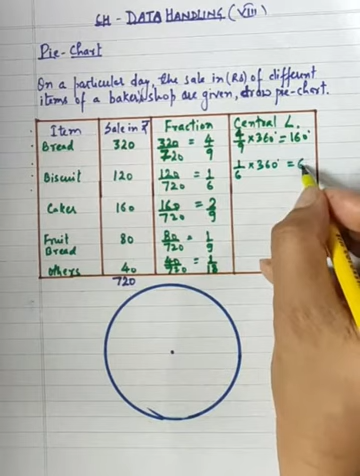 CH - DATA HANDLING (VIII)
Pie-Chart
On a particular day, the sale in (Rs) of different
items of a baker's shop are given, draw pie-chart.
Item Sale in ₹ Fraction Central ∠.
Bread 320 320/720 = 4/9 4/9 × 360° = 160°
Biscuit 120 120/720 = 1/6 1/6 × 360° = 6
Cakes 160 160/720 = 2/9
Fruit Bread 80 80/720 = 1/9
Others 40 40/720 = 1/18
720